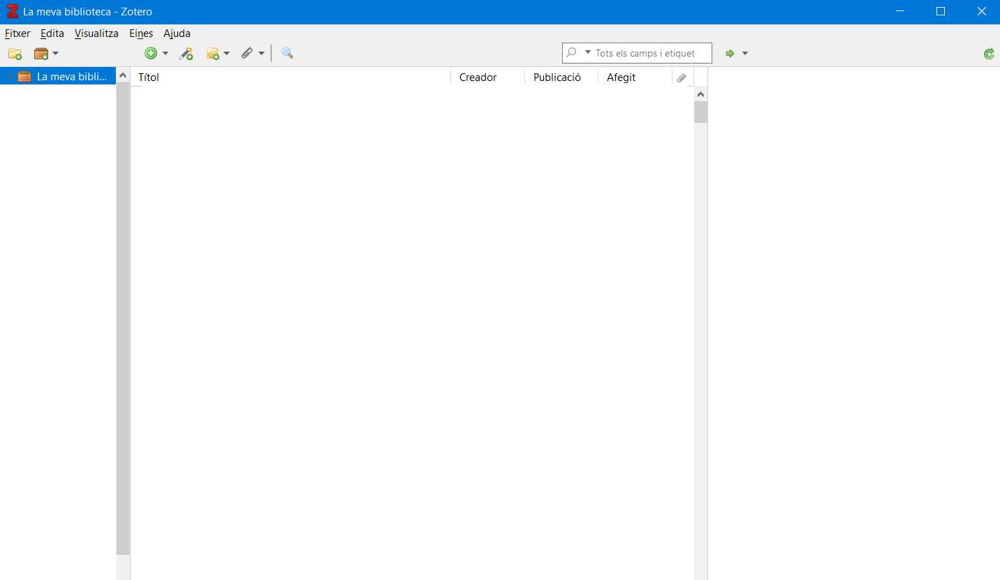 La meva biblioteca - Zotero
Fitxer Edita Visualitza Eines Ajuda
Tots els camps i etiquet
La meva bibli...
Títol Creador Publicació Afegit